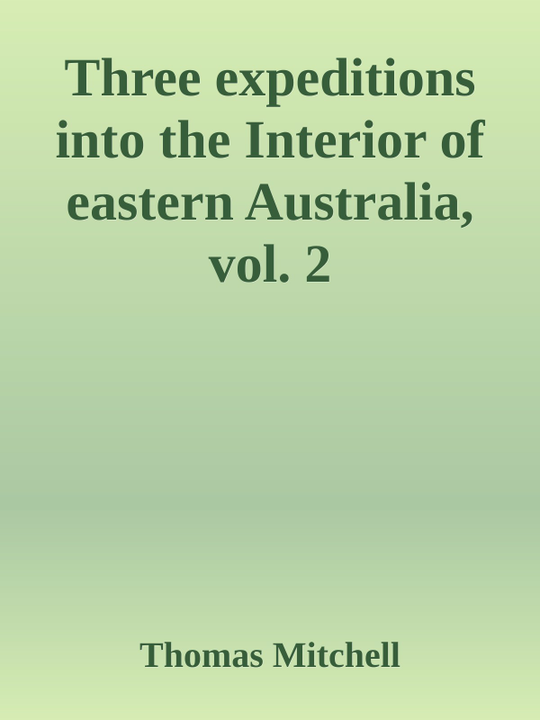 Three expeditions
into the Interior of
eastern Australia,
vol. 2
Thomas Mitchell